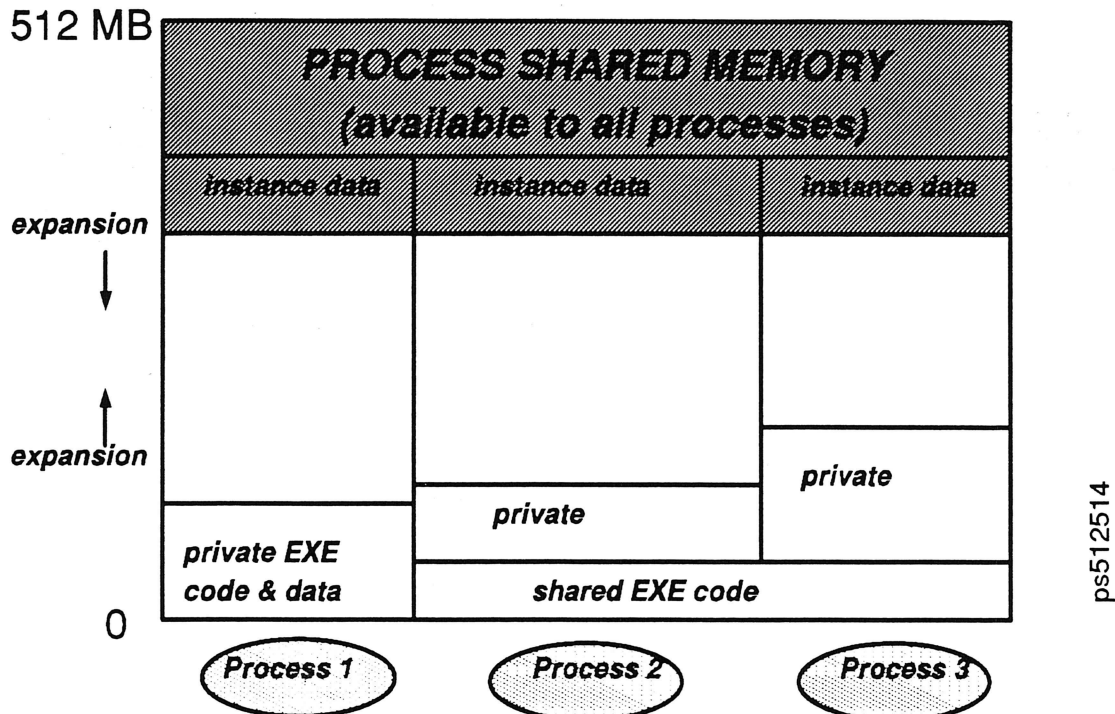 512 MB
PROCESS SHARED MEMORY
(available to all processes)
instance data
instance data
instance data
expansion
expansion
private
private
private EXE
code & data
shared EXE code
0
Process 1
Process 2
Process 3
ps512514